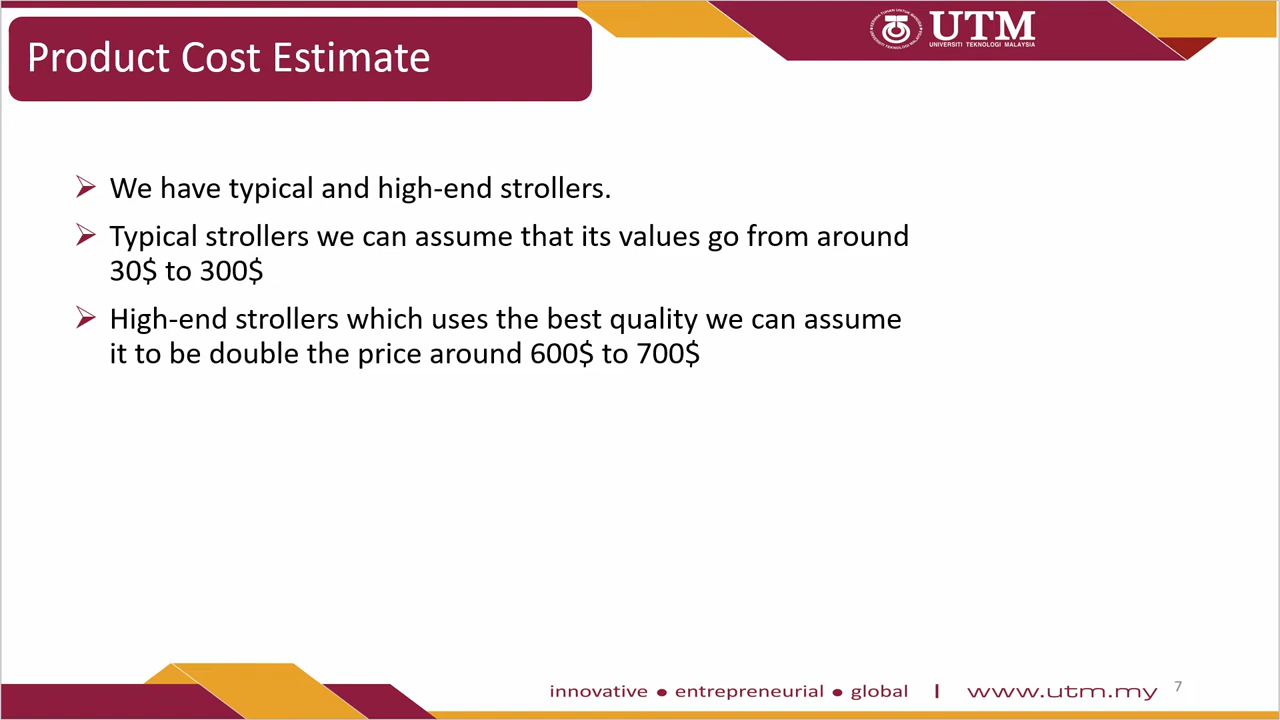 Product Cost Estimate
UTM
UNIVERSITI TEKNOLOGI MALAYSIA
We have typical and high-end strollers.
Typical strollers we can assume that its values go from around
30$ to 300$
High-end strollers which uses the best quality we can assume
it to be double the price around 600$ to 700$
innovative ● entrepreneurial ● global | www.utm.my 7